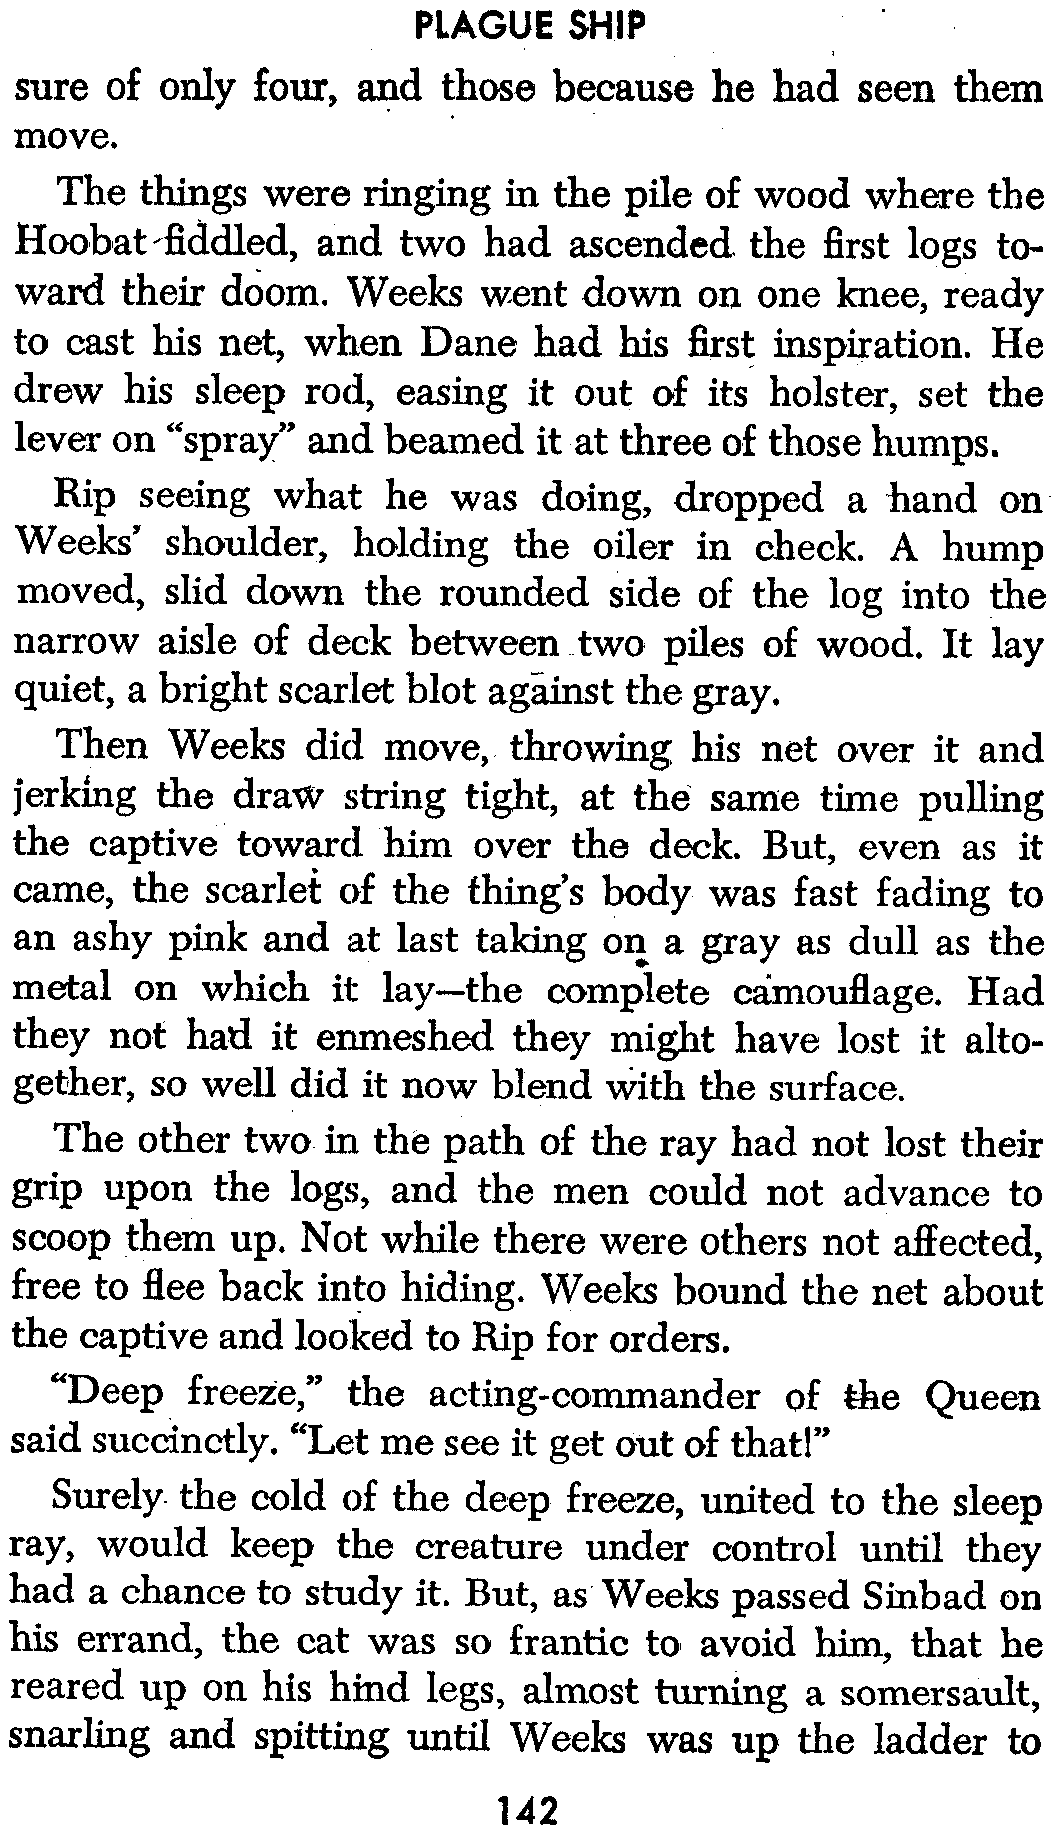 PLAGUE SHIP
sure of only four, and those because he had seen them
move.
The things were ringing in the pile of wood where the
Hoobat fiddled, and two had ascended the first logs to-
ward their doom. Weeks went down on one knee, ready
to cast his net, when Dane had his first inspiration. He
drew his sleep rod, easing it out of its holster, set the
lever on “spray” and beamed it at three of those humps.
Rip seeing what he was doing, dropped a hand on
Weeks’ shoulder, holding the oiler in check. A hump
moved, slid down the rounded side of the log into the
narrow aisle of deck between two piles of wood. It lay
quiet, a bright scarlet blot against the gray.
Then Weeks did move, throwing his net over it and
jerking the draw string tight, at the same time pulling
the captive toward him over the deck. But, even as it
came, the scarlet of the thing’s body was fast fading to
an ashy pink and at last taking on a gray as dull as the
metal on which it lay—the complete camouflage. Had
they not had it enmeshed they might have lost it alto-
gether, so well did it now blend with the surface.
The other two in the path of the ray had not lost their
grip upon the logs, and the men could not advance to
scoop them up. Not while there were others not affected,
free to flee back into hiding. Weeks bound the net about
the captive and looked to Rip for orders.
“Deep freeze,” the acting-commander of the Queen
said succinctly. “Let me see it get out of that!”
Surely the cold of the deep freeze, united to the sleep
ray, would keep the creature under control until they
had a chance to study it. But, as Weeks passed Sinbad on
his errand, the cat was so frantic to avoid him, that he
reared up on his hind legs, almost turning a somersault,
snarling and spitting until Weeks was up the ladder to
142